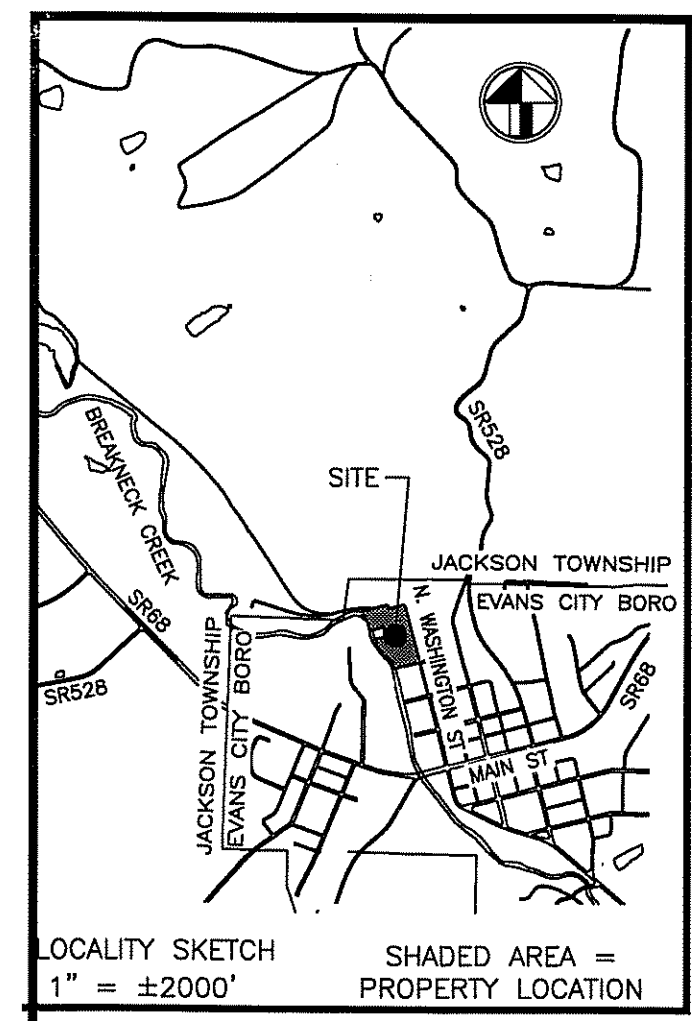 BREAKNECK CREEK
SR528
SITE
JACKSON TOWNSHIP
EVANS CITY BORO
N. WASHINGTON ST
SR68
SR528
JACKSON TOWNSHIP
EVANS CITY BORO
SR68
MAIN ST
LOCALITY SKETCH
1" = ±2000'
SHADED AREA =
PROPERTY LOCATION